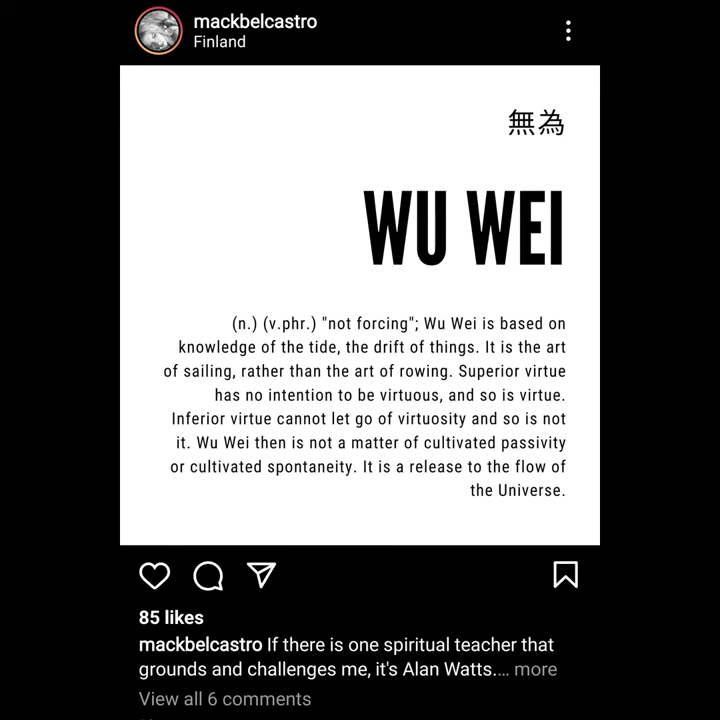 mackbelcastro
Finland
無為
WU WEI
(n.) (v.phr.) "not forcing"; Wu Wei is based on
knowledge of the tide, the drift of things. It is the art
of sailing, rather than the art of rowing. Superior virtue
has no intention to be virtuous, and so is virtue.
Inferior virtue cannot let go of virtuosity and so is not
it. Wu Wei then is not a matter of cultivated passivity
or cultivated spontaneity. It is a release to the flow of
the Universe.
85 likes
mackbelcastro If there is one spiritual teacher that
grounds and challenges me, it's Alan Watts.... more
View all 6 comments